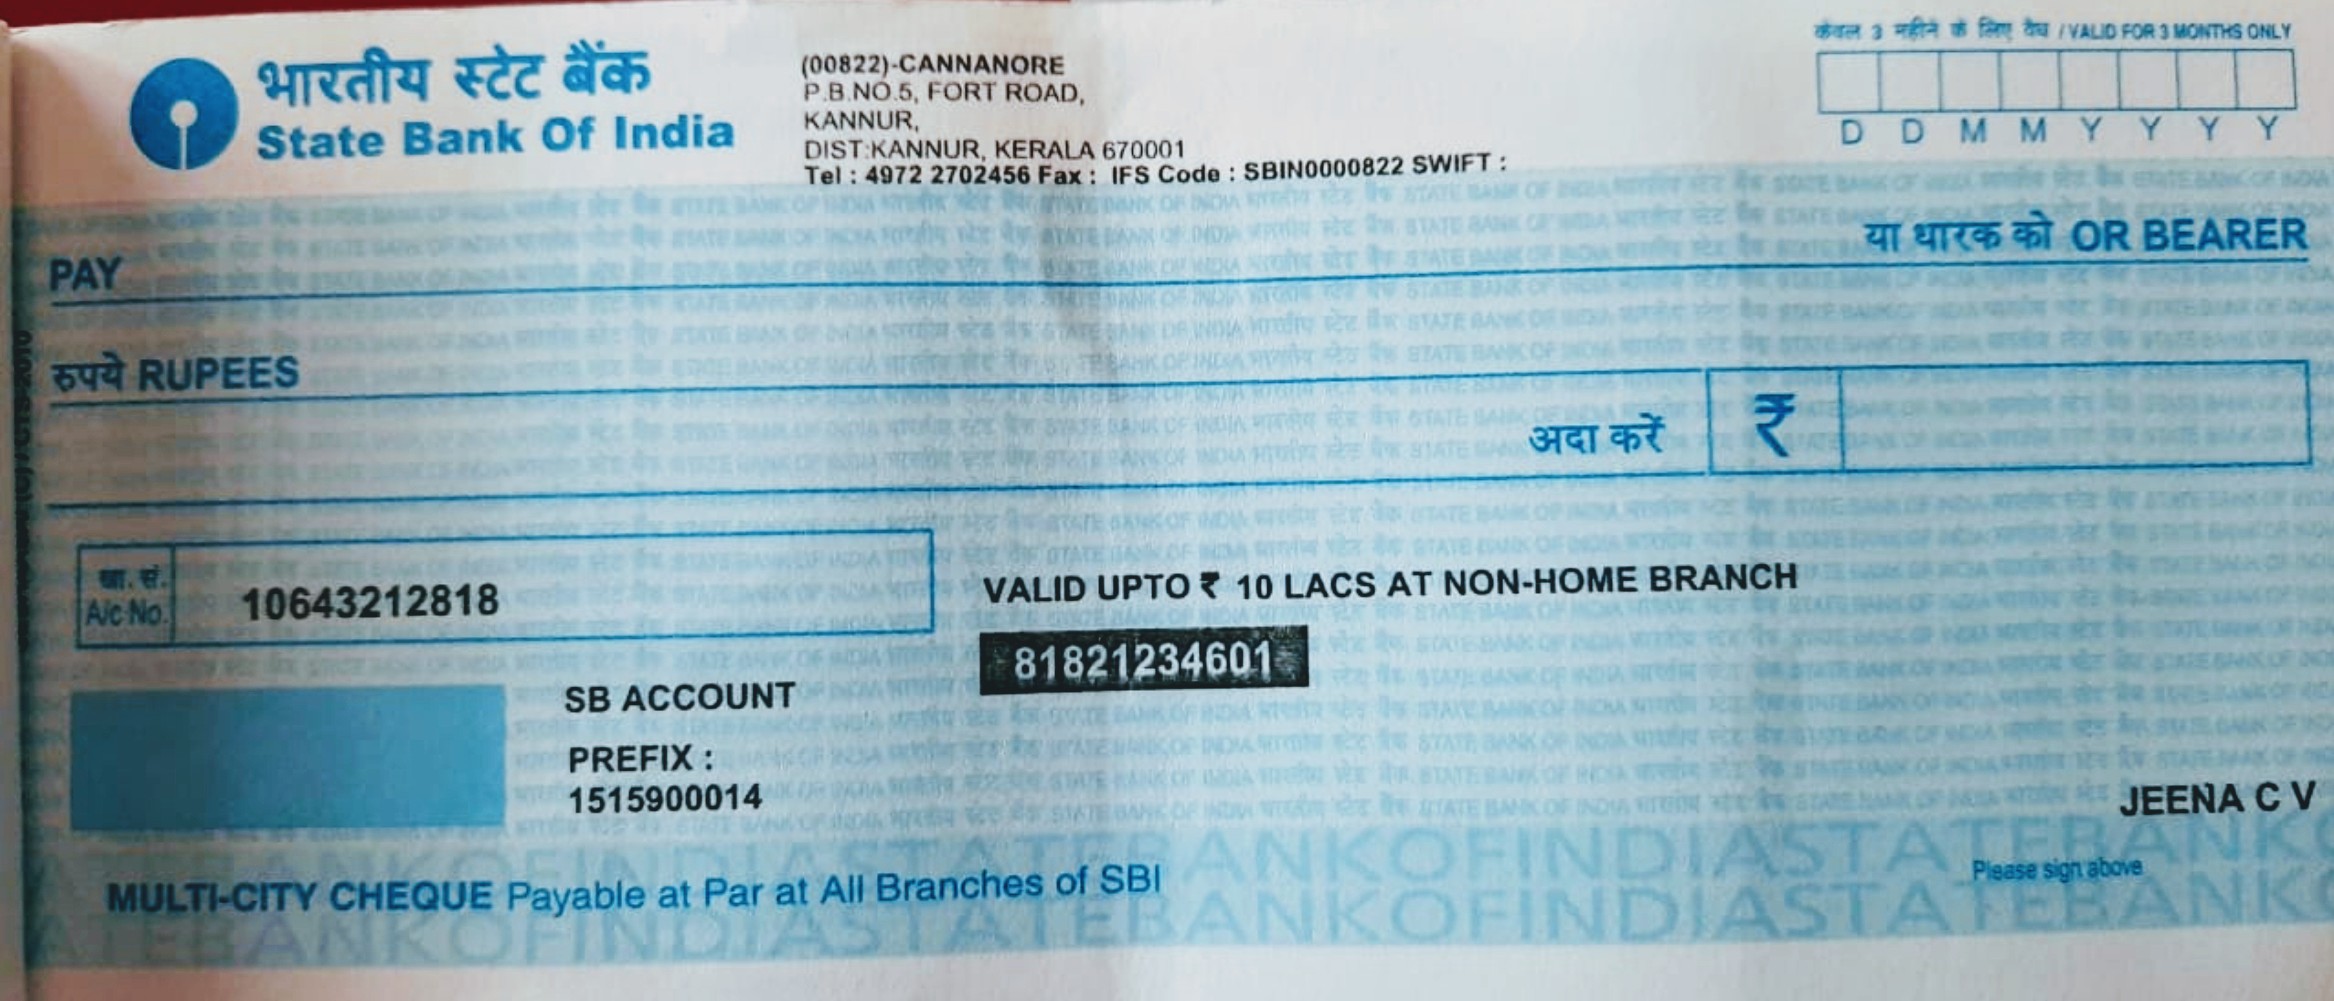 भारतीय स्टेट बैंक
State Bank Of India
(00822)-CANNANORE
P.B.NO.5, FORT ROAD,
KANNUR,
DIST:KANNUR, KERALA 670001
Tel : 4972 2702456 Fax : IFS Code : SBIN0000822 SWIFT :
केवल 3 महीने के लिए वैध / VALID FOR 3 MONTHS ONLY
D D M M Y Y Y Y
PAY
या धारक को OR BEARER
रुपये RUPEES
अदा करें ₹
खा. सं.
A/c No.
10643212818
VALID UPTO ₹ 10 LACS AT NON-HOME BRANCH
81821234601
SB ACCOUNT
PREFIX :
1515900014
JEENA C V
Please sign above
MULTI-CITY CHEQUE Payable at Par at All Branches of SBI
ATEBANKOFINDIASTATEBANKOFINDIASTATEBANKO
ATEBANKOFINDIASTATEBANKOFINDIASTATEBANKO